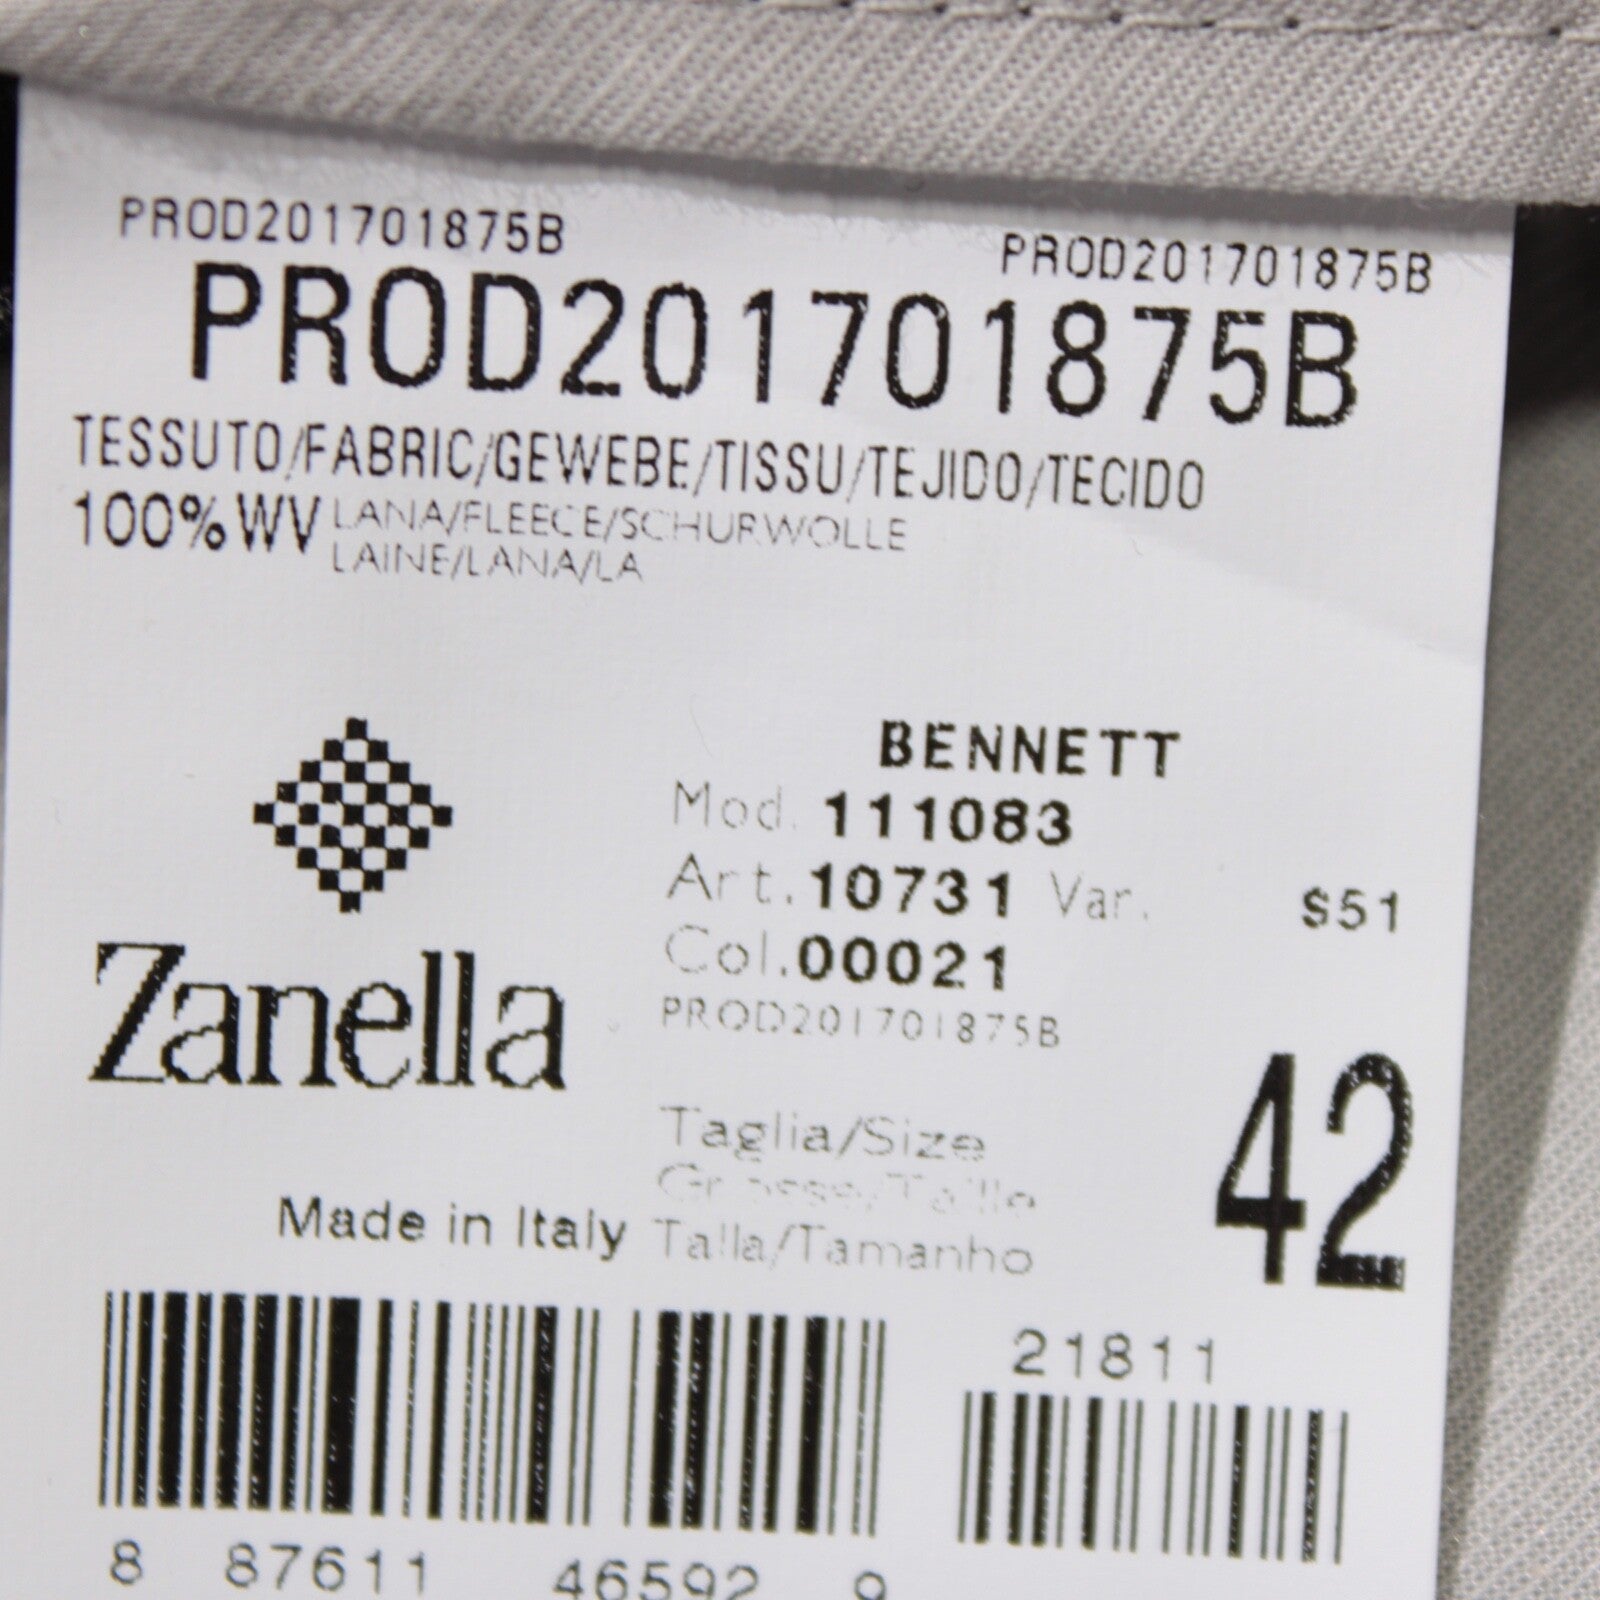 PROD201701875B
PROD201701875B
PROD201701875B
TESSUTO/FABRIC/GEWEBE/TISSU/TEJIDO/TECIDO
100% WV LANA/FLEECE/SCHURWOLLE
LAINE/LANA/LA
BENNETT
Mod. 111083
Art. 10731 Var. S51
Col. 00021
PROD201701875B
Zanella
Taglia/Size
Grosse/Taille
Talla/Tamanho
42
Made in Italy
21811
8 87611 46592 9